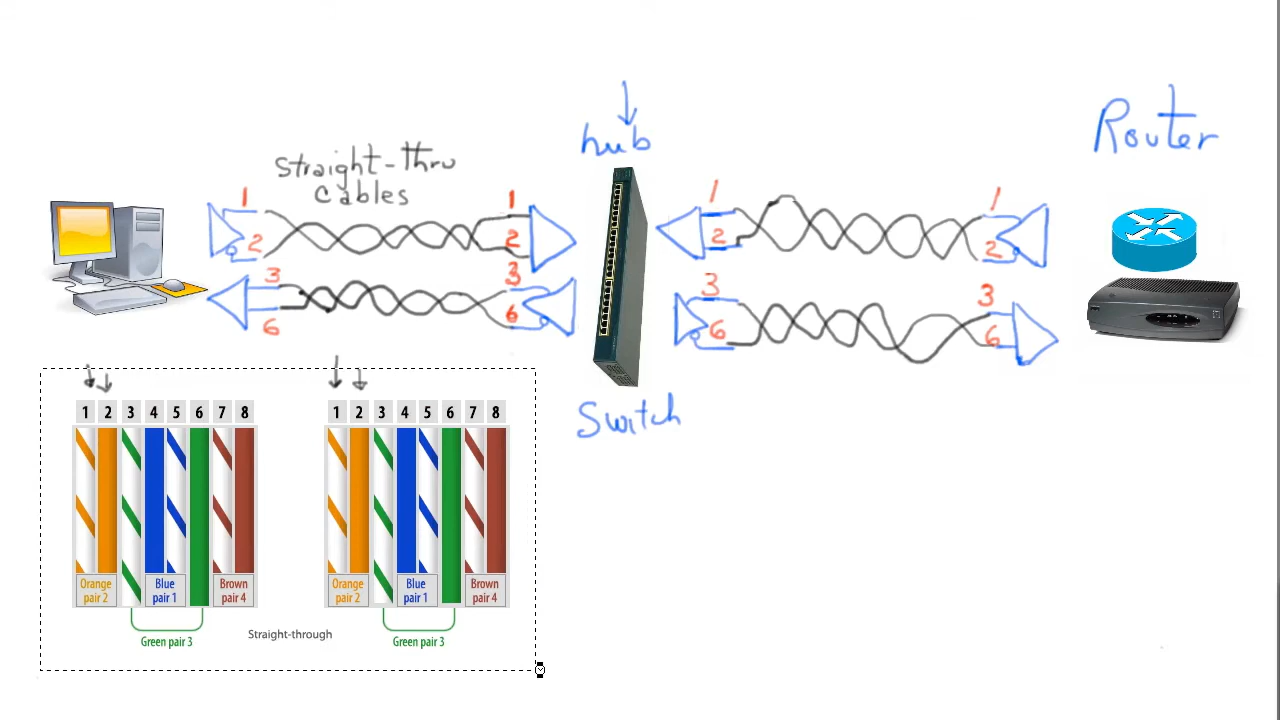 Router
hub
straight-thru
cables
1 1 1 1
2 2 2 2
3 3 3 3
6 6 6 6
Switch
1 2 3 4 5 6 7 8 1 2 3 4 5 6 7 8
Orange
pair 2
Blue
pair 1
Brown
pair 4
Orange
pair 2
Blue
pair 1
Brown
pair 4
Green pair 3
Straight-through
Green pair 3